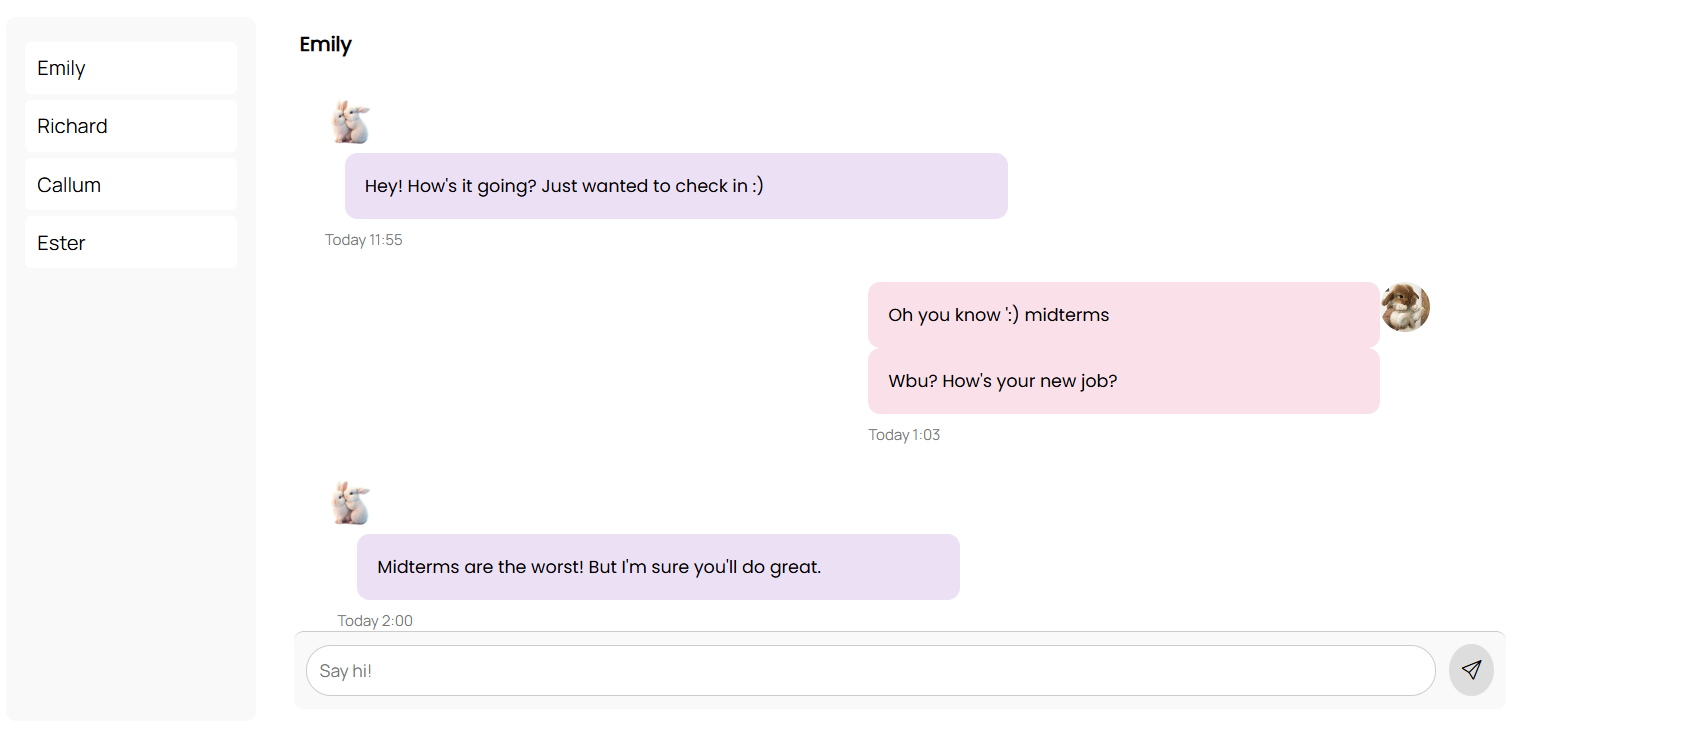 Emily
Richard
Callum
Ester
Emily
Hey! How's it going? Just wanted to check in :)
Today 11:55
Oh you know ':) midterms
Wbu? How's your new job?
Today 1:03
Midterms are the worst! But I'm sure you'll do great.
Today 2:00
Say hi!